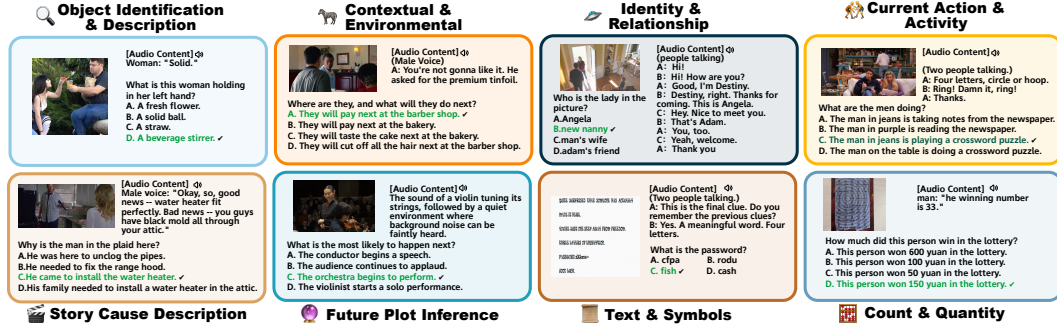 Object Identification
& Description
Contextual &
Environmental
Identity &
Relationship
Current Action &
Activity
[Audio Content]
Woman: "Solid."
What is this woman holding
in her left hand?
A. A fresh flower.
B. A solid ball.
C. A straw.
D. A beverage stirrer. ✔
[Audio Content]
(Male Voice)
A: You're not gonna like it. He
asked for the premium tinfoil.
Where are they, and what will they do next?
A. They will pay next at the barber shop. ✔
B. They will pay next at the bakery.
C. They will taste the cake next at the bakery.
D. They will cut off all the hair next at the barber shop.
[Audio Content]
(people talking)
A: Hi!
B: Hi! How are you?
A: Good, I'm Destiny.
B: Destiny, right. Thanks for
coming. This is Angela.
C: Hey. Nice to meet you.
B: That's Adam.
A: You, too.
C: Yeah, welcome.
A: Thank you
Who is the lady in the
picture?
A.Angela
B.new nanny ✔
C.man's wife
D.adam's friend
[Audio Content]
(Two people talking.)
A: Four letters, circle or hoop.
B: Ring! Damn it, ring!
A: Thanks.
What are the men doing?
A. The man in jeans is taking notes from the newspaper.
B. The man in purple is reading the newspaper.
C. The man in jeans is playing a crossword puzzle. ✔
D. The man on the table is doing a crossword puzzle.
[Audio Content]
Male voice: "Okay, so, good
news -- water heater fit
perfectly. Bad news -- you guys
have black mold all through
your attic."
Why is the man in the plaid here?
A.He was here to unclog the pipes.
B.He needed to fix the range hood.
C.He came to install the water heater. ✔
D.His family needed to install a water heater in the attic.
[Audio Content]
The sound of a violin tuning its
strings, followed by a quiet
environment where
background noise can be
faintly heard.
What is the most likely to happen next?
A. The conductor begins a speech.
B. The audience continues to applaud.
C. The orchestra begins to perform. ✔
D. The violinist starts a solo performance.
[Audio Content]
(Two people talking.)
A: This is the final clue. Do you
remember the previous clues?
B: Yes. A meaningful word. Four
letters.
What is the password?
A. cfpa B. rodu
C. fish ✔ D. cash
[Audio Content]
man: "he winning number
is 33."
How much did this person win in the lottery?
A. This person won 600 yuan in the lottery.
B. This person won 100 yuan in the lottery.
C. This person won 50 yuan in the lottery.
D. This person won 150 yuan in the lottery. ✔
Story Cause Description
Future Plot Inference
Text & Symbols
Count & Quantity